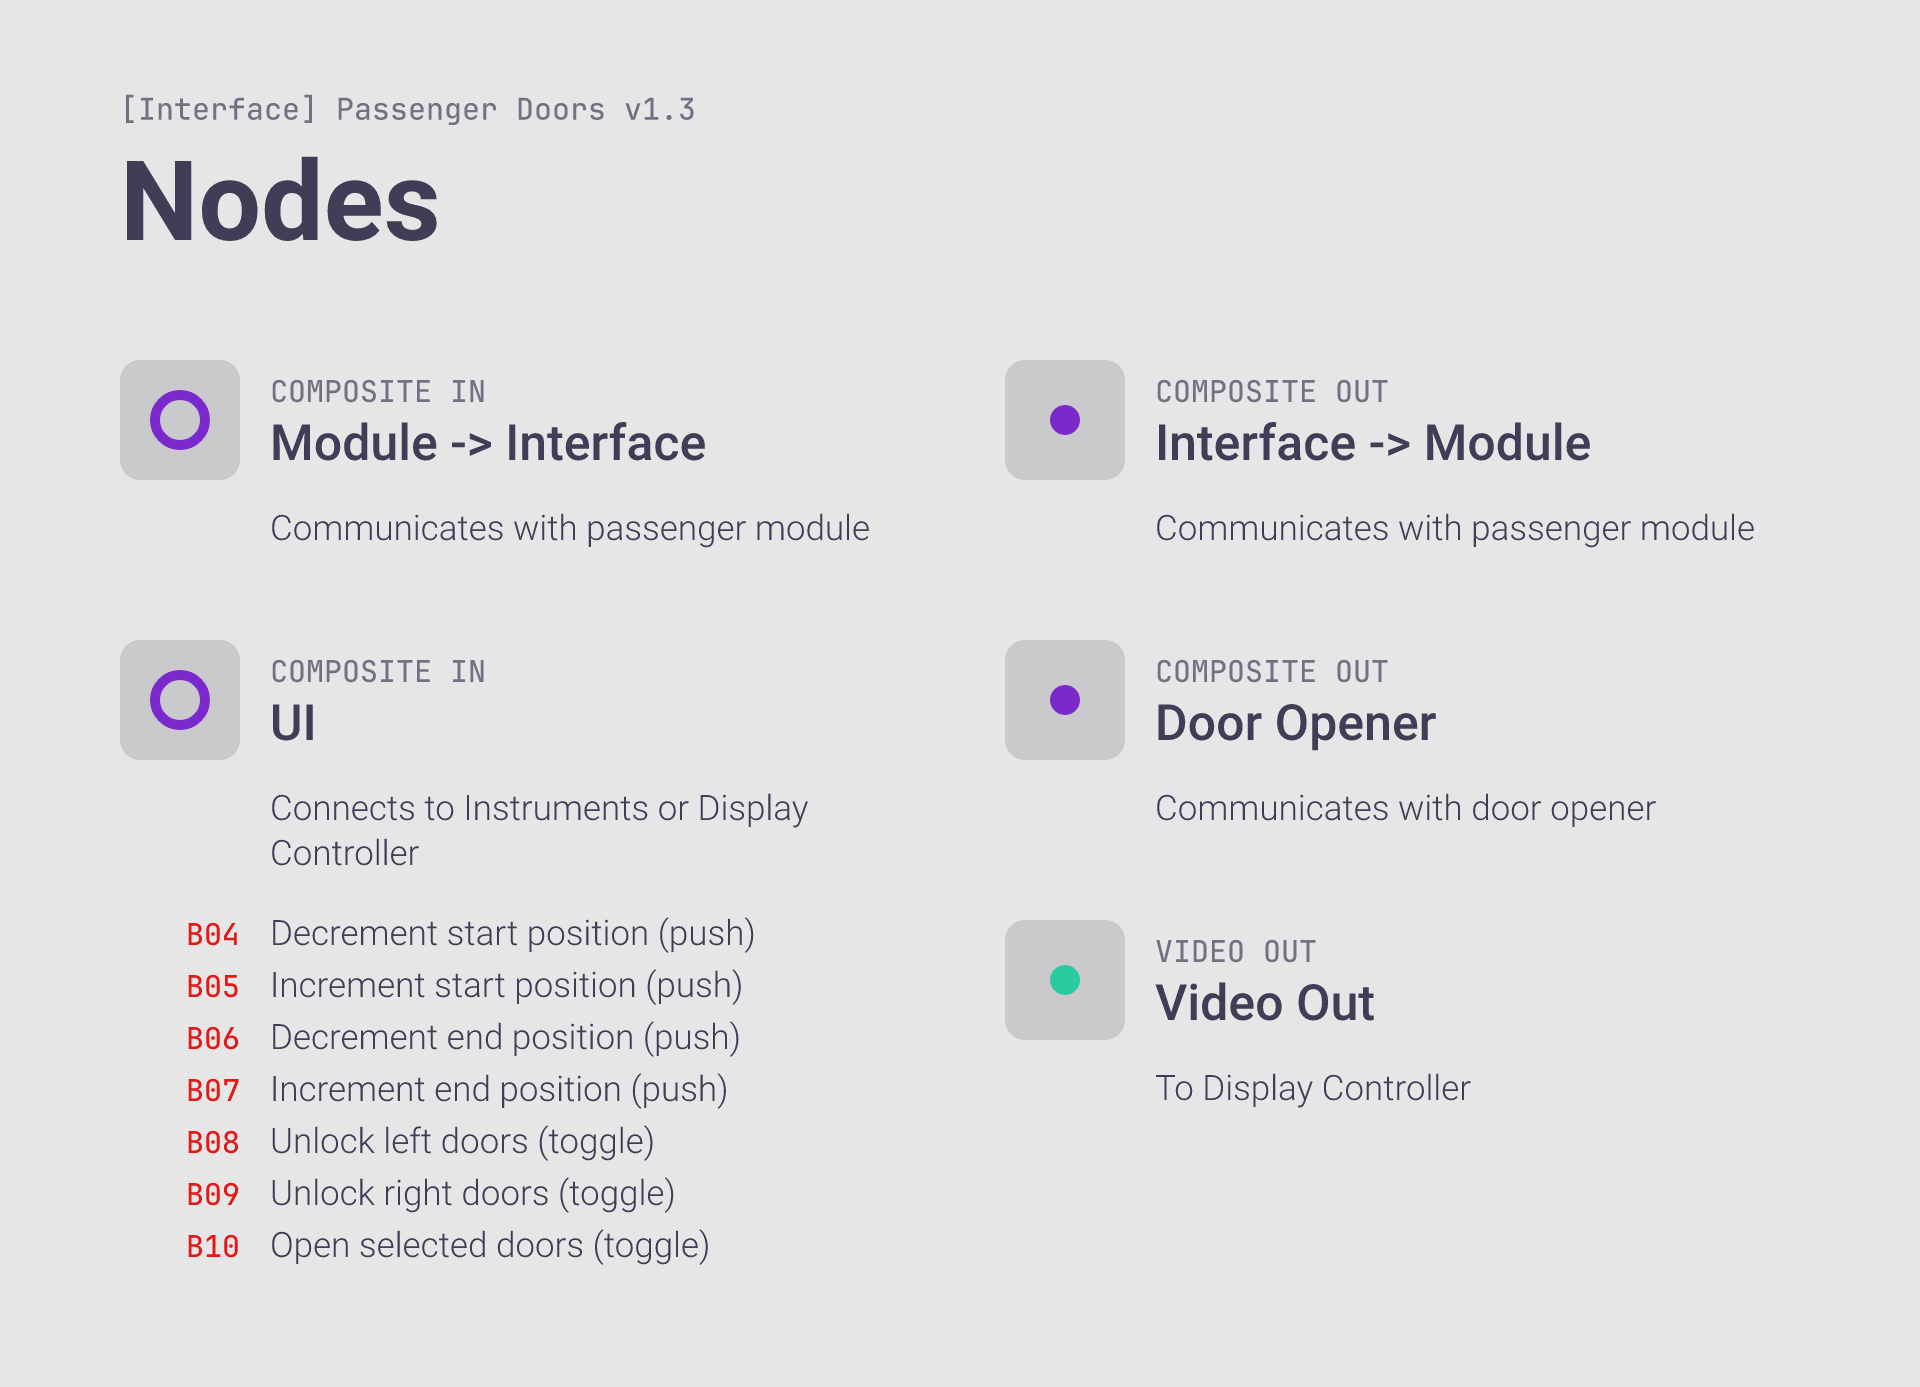 [Interface] Passenger Doors v1.3
Nodes
COMPOSITE IN
Module -> Interface
Communicates with passenger module
COMPOSITE IN
UI
Connects to Instruments or Display
Controller
B04 Decrement start position (push)
B05 Increment start position (push)
B06 Decrement end position (push)
B07 Increment end position (push)
B08 Unlock left doors (toggle)
B09 Unlock right doors (toggle)
B10 Open selected doors (toggle)
COMPOSITE OUT
Interface -> Module
Communicates with passenger module
COMPOSITE OUT
Door Opener
Communicates with door opener
VIDEO OUT
Video Out
To Display Controller